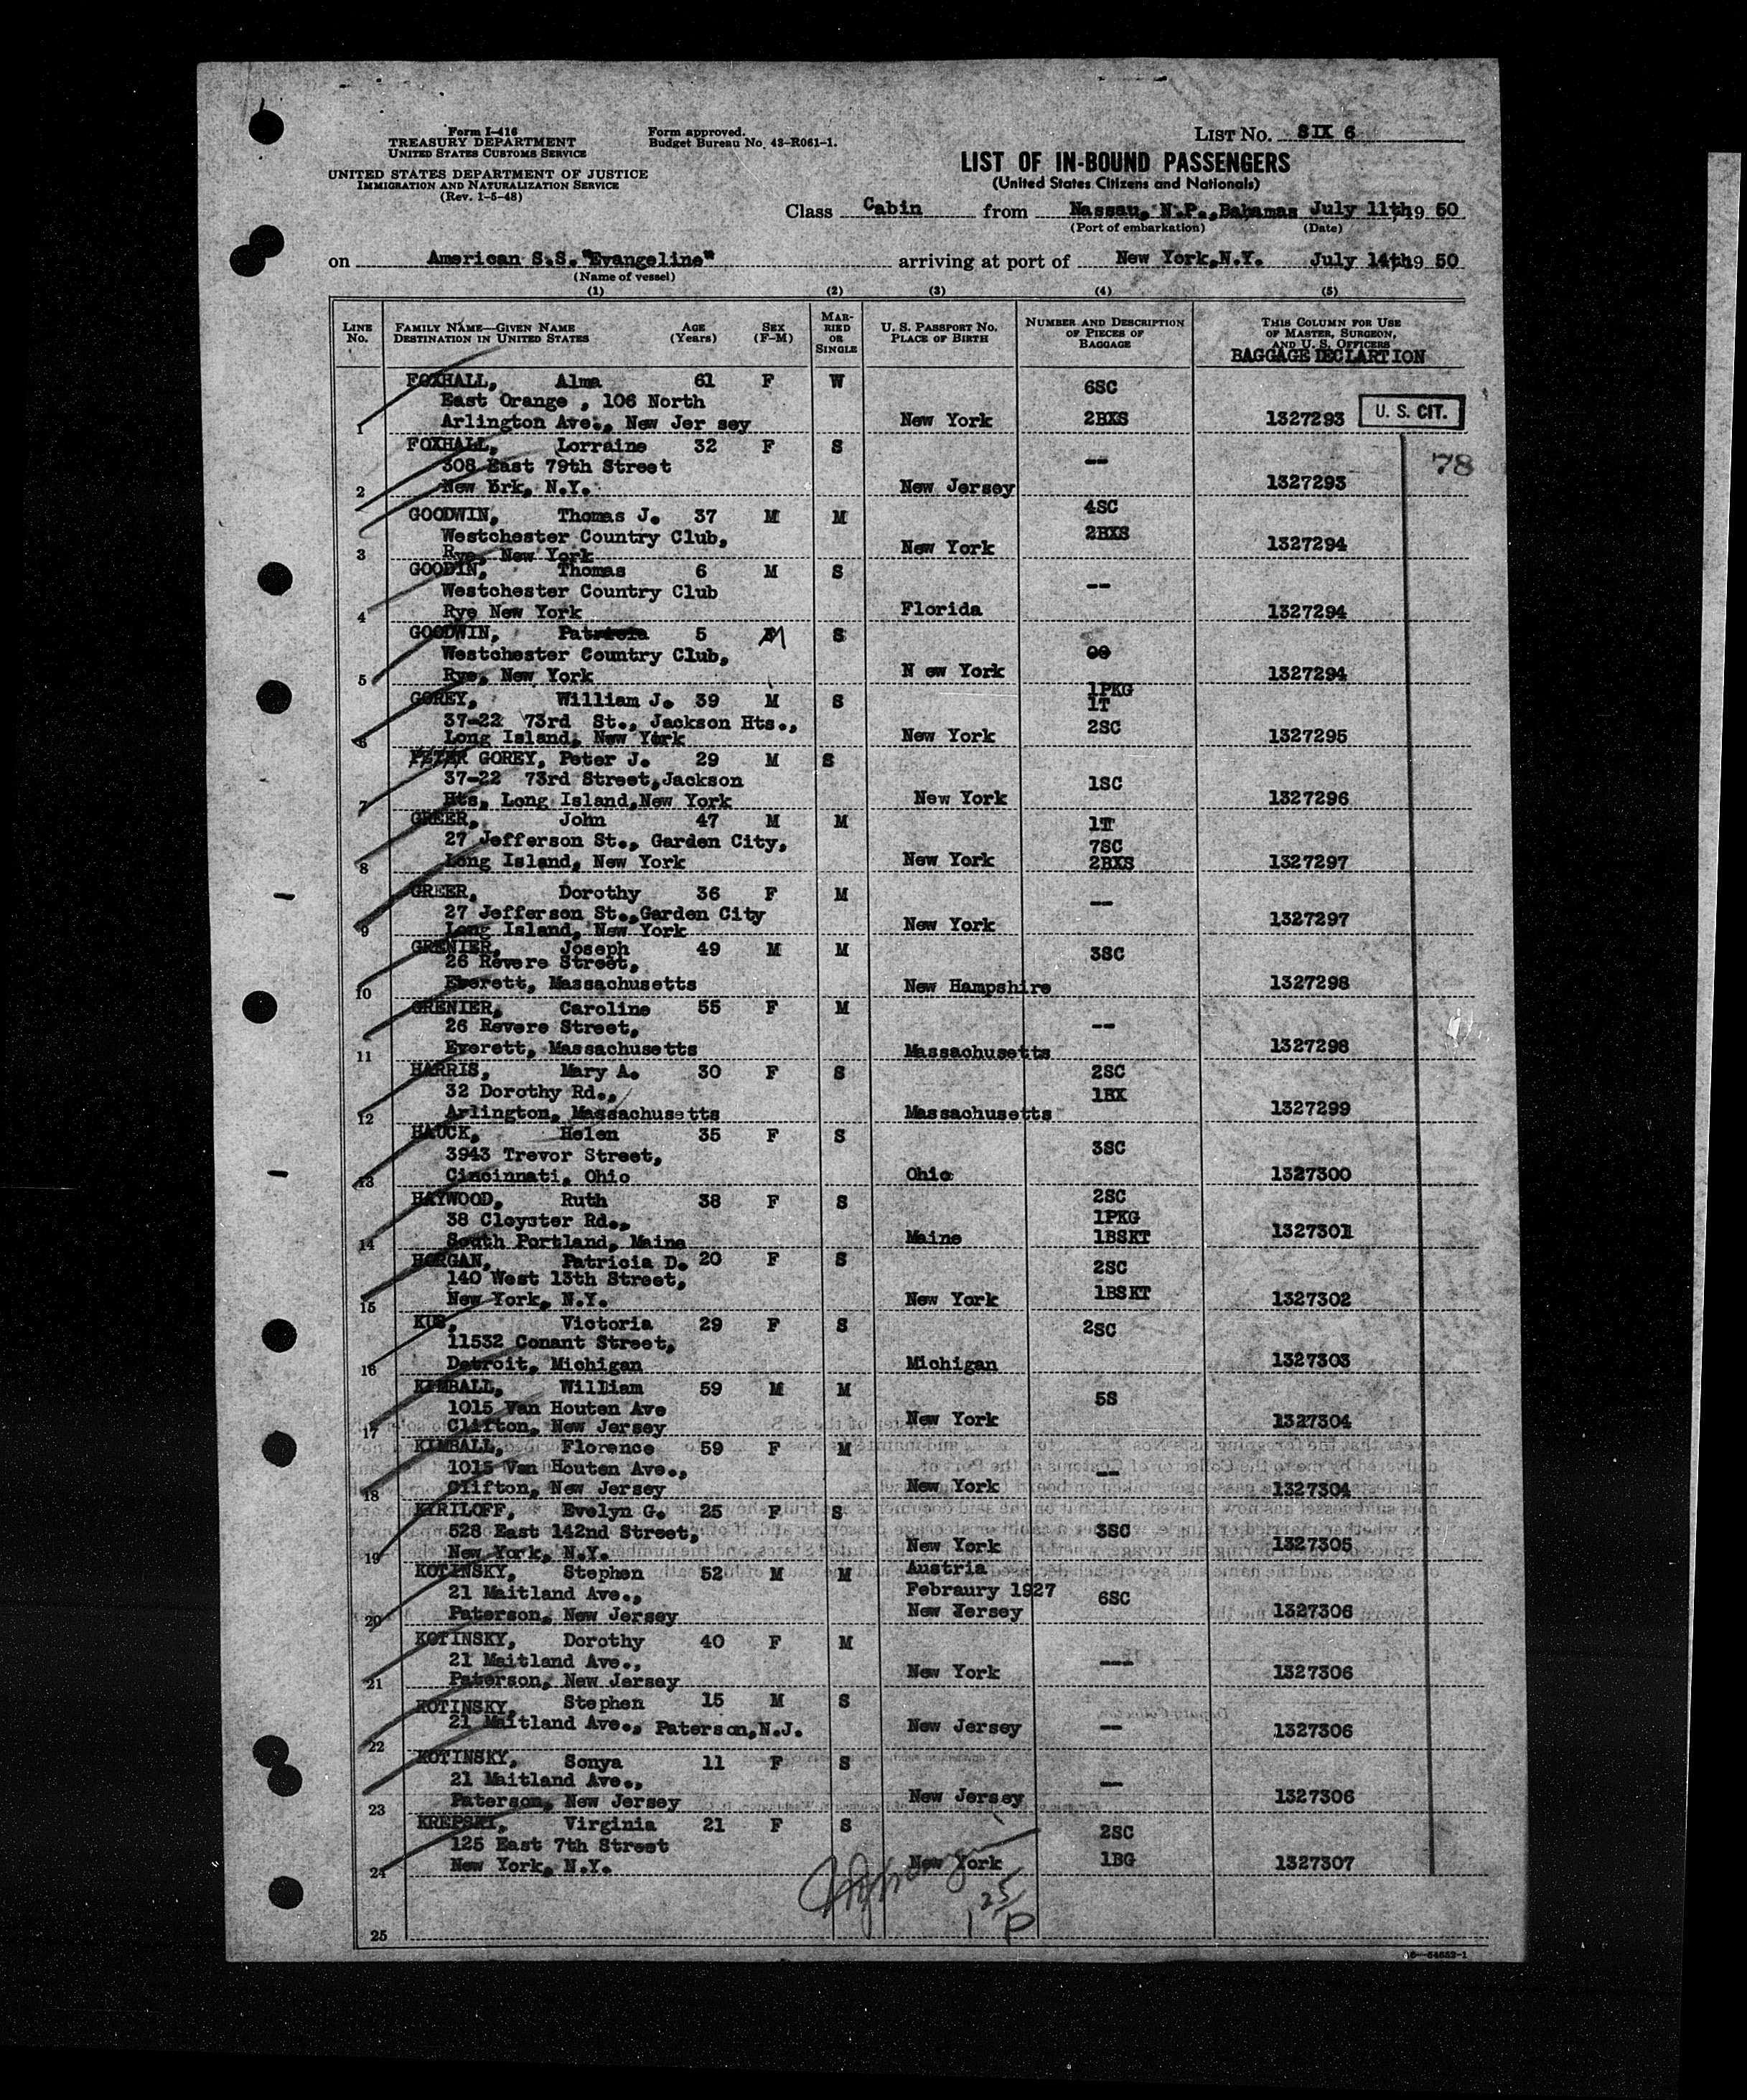 Form I-416
TREASURY DEPARTMENT
UNITED STATES CUSTOMS SERVICE
UNITED STATES DEPARTMENT OF JUSTICE
IMMIGRATION AND NATURALIZATION SERVICE
(Rev. 1-5-48)
Form approved.
Budget Bureau No. 43-R061-1.
LIST No. SIX 6
LIST OF IN-BOUND PASSENGERS
(United States Citizens and Nationals)
Class Cabin from Nassau, N.P.,Bahamas July 11th, 19 50
(Port of embarkation) (Date)
on American S.S."Evangeline" arriving at port of New York,N.Y. July 14th, 19 50
(Name of vessel)
(1) (2) (3) (4) (5)
LINE No. FAMILY NAME—GIVEN NAME DESTINATION IN UNITED STATES AGE (Years) SEX (F-M) MARRIED OR SINGLE U. S. PASSPORT NO. PLACE OF BIRTH NUMBER AND DESCRIPTION OF PIECES OF BAGGAGE THIS COLUMN FOR USE OF MASTER, SURGEON, AND U. S. OFFICERS
BAGGAGE DECLARTION
FOXHALL, Alma 61 F W 6SC
East Orange , 106 North
1 Arlington Ave., New Jer sey New York 2BXS 1327293 U. S. CIT.
FOXHALL, Lorraine 32 F S --
308 East 79th Street 78
2 New York, N.Y. New Jersey 1327293
GOODWIN, Thomas J. 37 M M 4SC
Westchester Country Club, 2BXS
3 Rye, New York New York 1327294
GOODIN, Thomas 6 M S --
Westchester Country Club
4 Rye New York Florida 1327294
GOODWIN, Patricia 5 M S
Westchester Country Club,
5 Rye, New York N ew York 1327294
GOREY, William J. 39 M S 1PKG
37-22 73rd St., Jackson Hts., 1T
6 Long Island, New York New York 2SC 1327295
PETER GOREY, Peter J. 29 M S
37-22 73rd Street,Jackson 1SC
7 Hts, Long Island,New York New York 1327296
GREER, John 47 M M 1T
27 Jefferson St., Garden City, 7SC
8 Long Island, New York New York 2BXS 1327297
GREER, Dorothy 36 F M --
27 Jefferson St.,Garden City
9 Long Island, New York New York 1327297
GRENIER, Joseph 49 M M 3SC
26 Revere Street,
10 Everett, Massachusetts New Hampshire 1327298
GRENIER, Caroline 55 F M
26 Revere Street, --
11 Everett, Massachusetts Massachusetts 1327298
HARRIS, Mary A. 30 F S 2SC
32 Dorothy Rd., 1BX
12 Arlington, Massachusetts Massachusetts 1327299
HAUCK, Helen 35 F S
3943 Trevor Street, 3SC
13 Cincinnati, Ohio Ohio 1327300
HAYWOOD, Ruth 38 F S 2SC
38 Cloyster Rd., 1PKG
14 South Portland, Maine Maine 1BSKT 1327301
HORGAN, Patricia D. 20 F S 2SC
140 West 13th Street,
15 New York, N.Y. New York 1BSKT 1327302
KUS, Victoria 29 F S 2SC
11532 Conant Street,
16 Detroit, Michigan Michigan 1327303
KIMBALL, William 59 M M 5S
1015 Van Houten Ave
17 Clifton, New Jersey New York 1327304
KIMBALL, Florence 59 F M
1015 Van Houten Ave., --
18 Clifton, New Jersey New York 1327304
KYRILOFF, Evelyn G. 25 F S
528 East 142nd Street, 3SC
19 New York, N.Y. New York 1327305
KOTINSKY, Stephen 52 M M Austria
21 Maitland Ave., Febraury 1927 6SC
20 Paterson, New Jersey New Jersey 1327306
KOTINSKY, Dorothy 40 F M
21 Maitland Ave., ---
21 Paterson, New Jersey New York 1327306
KOTINSKY, Stephen 15 M S
21 Maitland Ave., Paterson,N.J. New Jersey -- 1327306
22
KOTINSKY, Sonya 11 F S
21 Maitland Ave., --
23 Paterson, New Jersey New Jersey 1327306
KREPSKY, Virginia 21 F S 2SC
125 East 7th Street
24 New York, N.Y. New York 1BG 1327307
25
16—54652-1